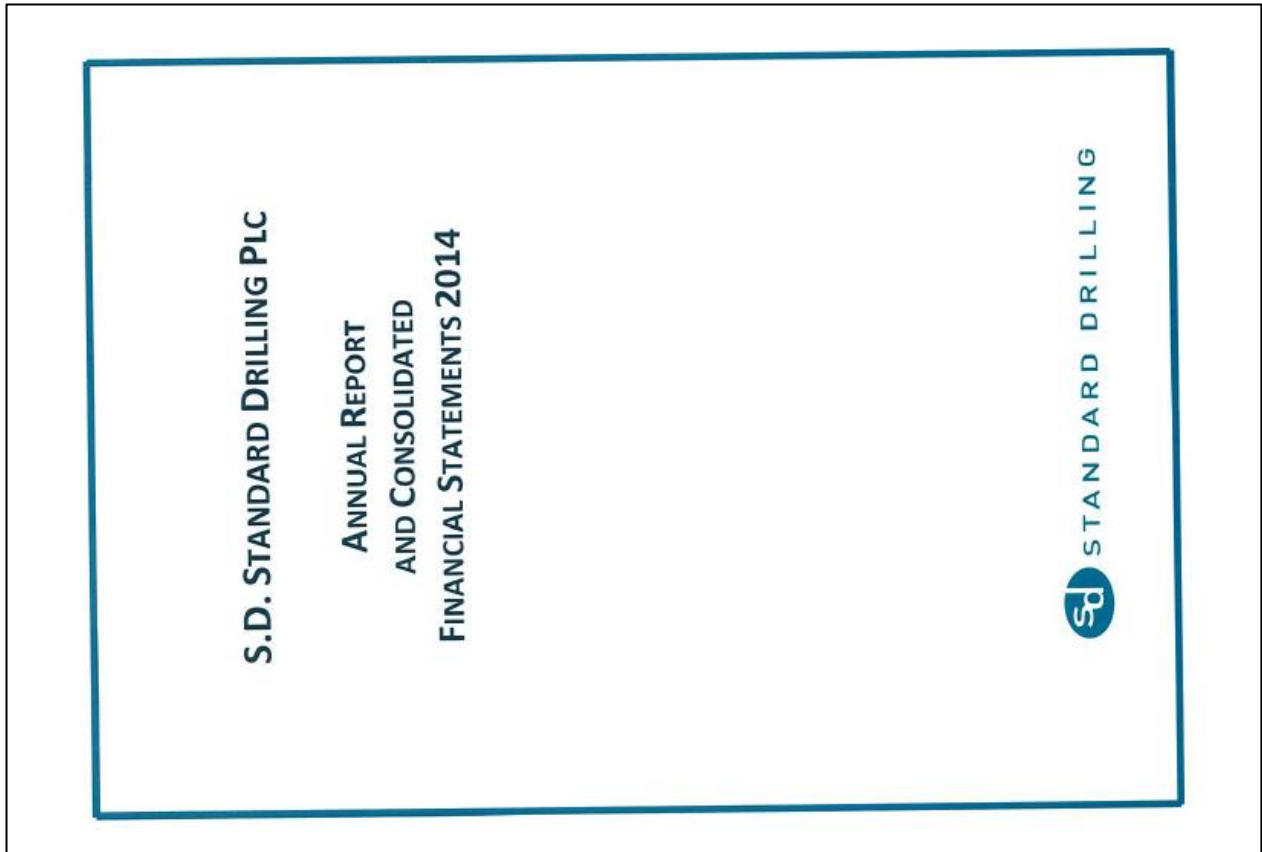 S.D. STANDARD DRILLING PLC
ANNUAL REPORT
AND CONSOLIDATED
FINANCIAL STATEMENTS 2014
sd STANDARD DRILLING